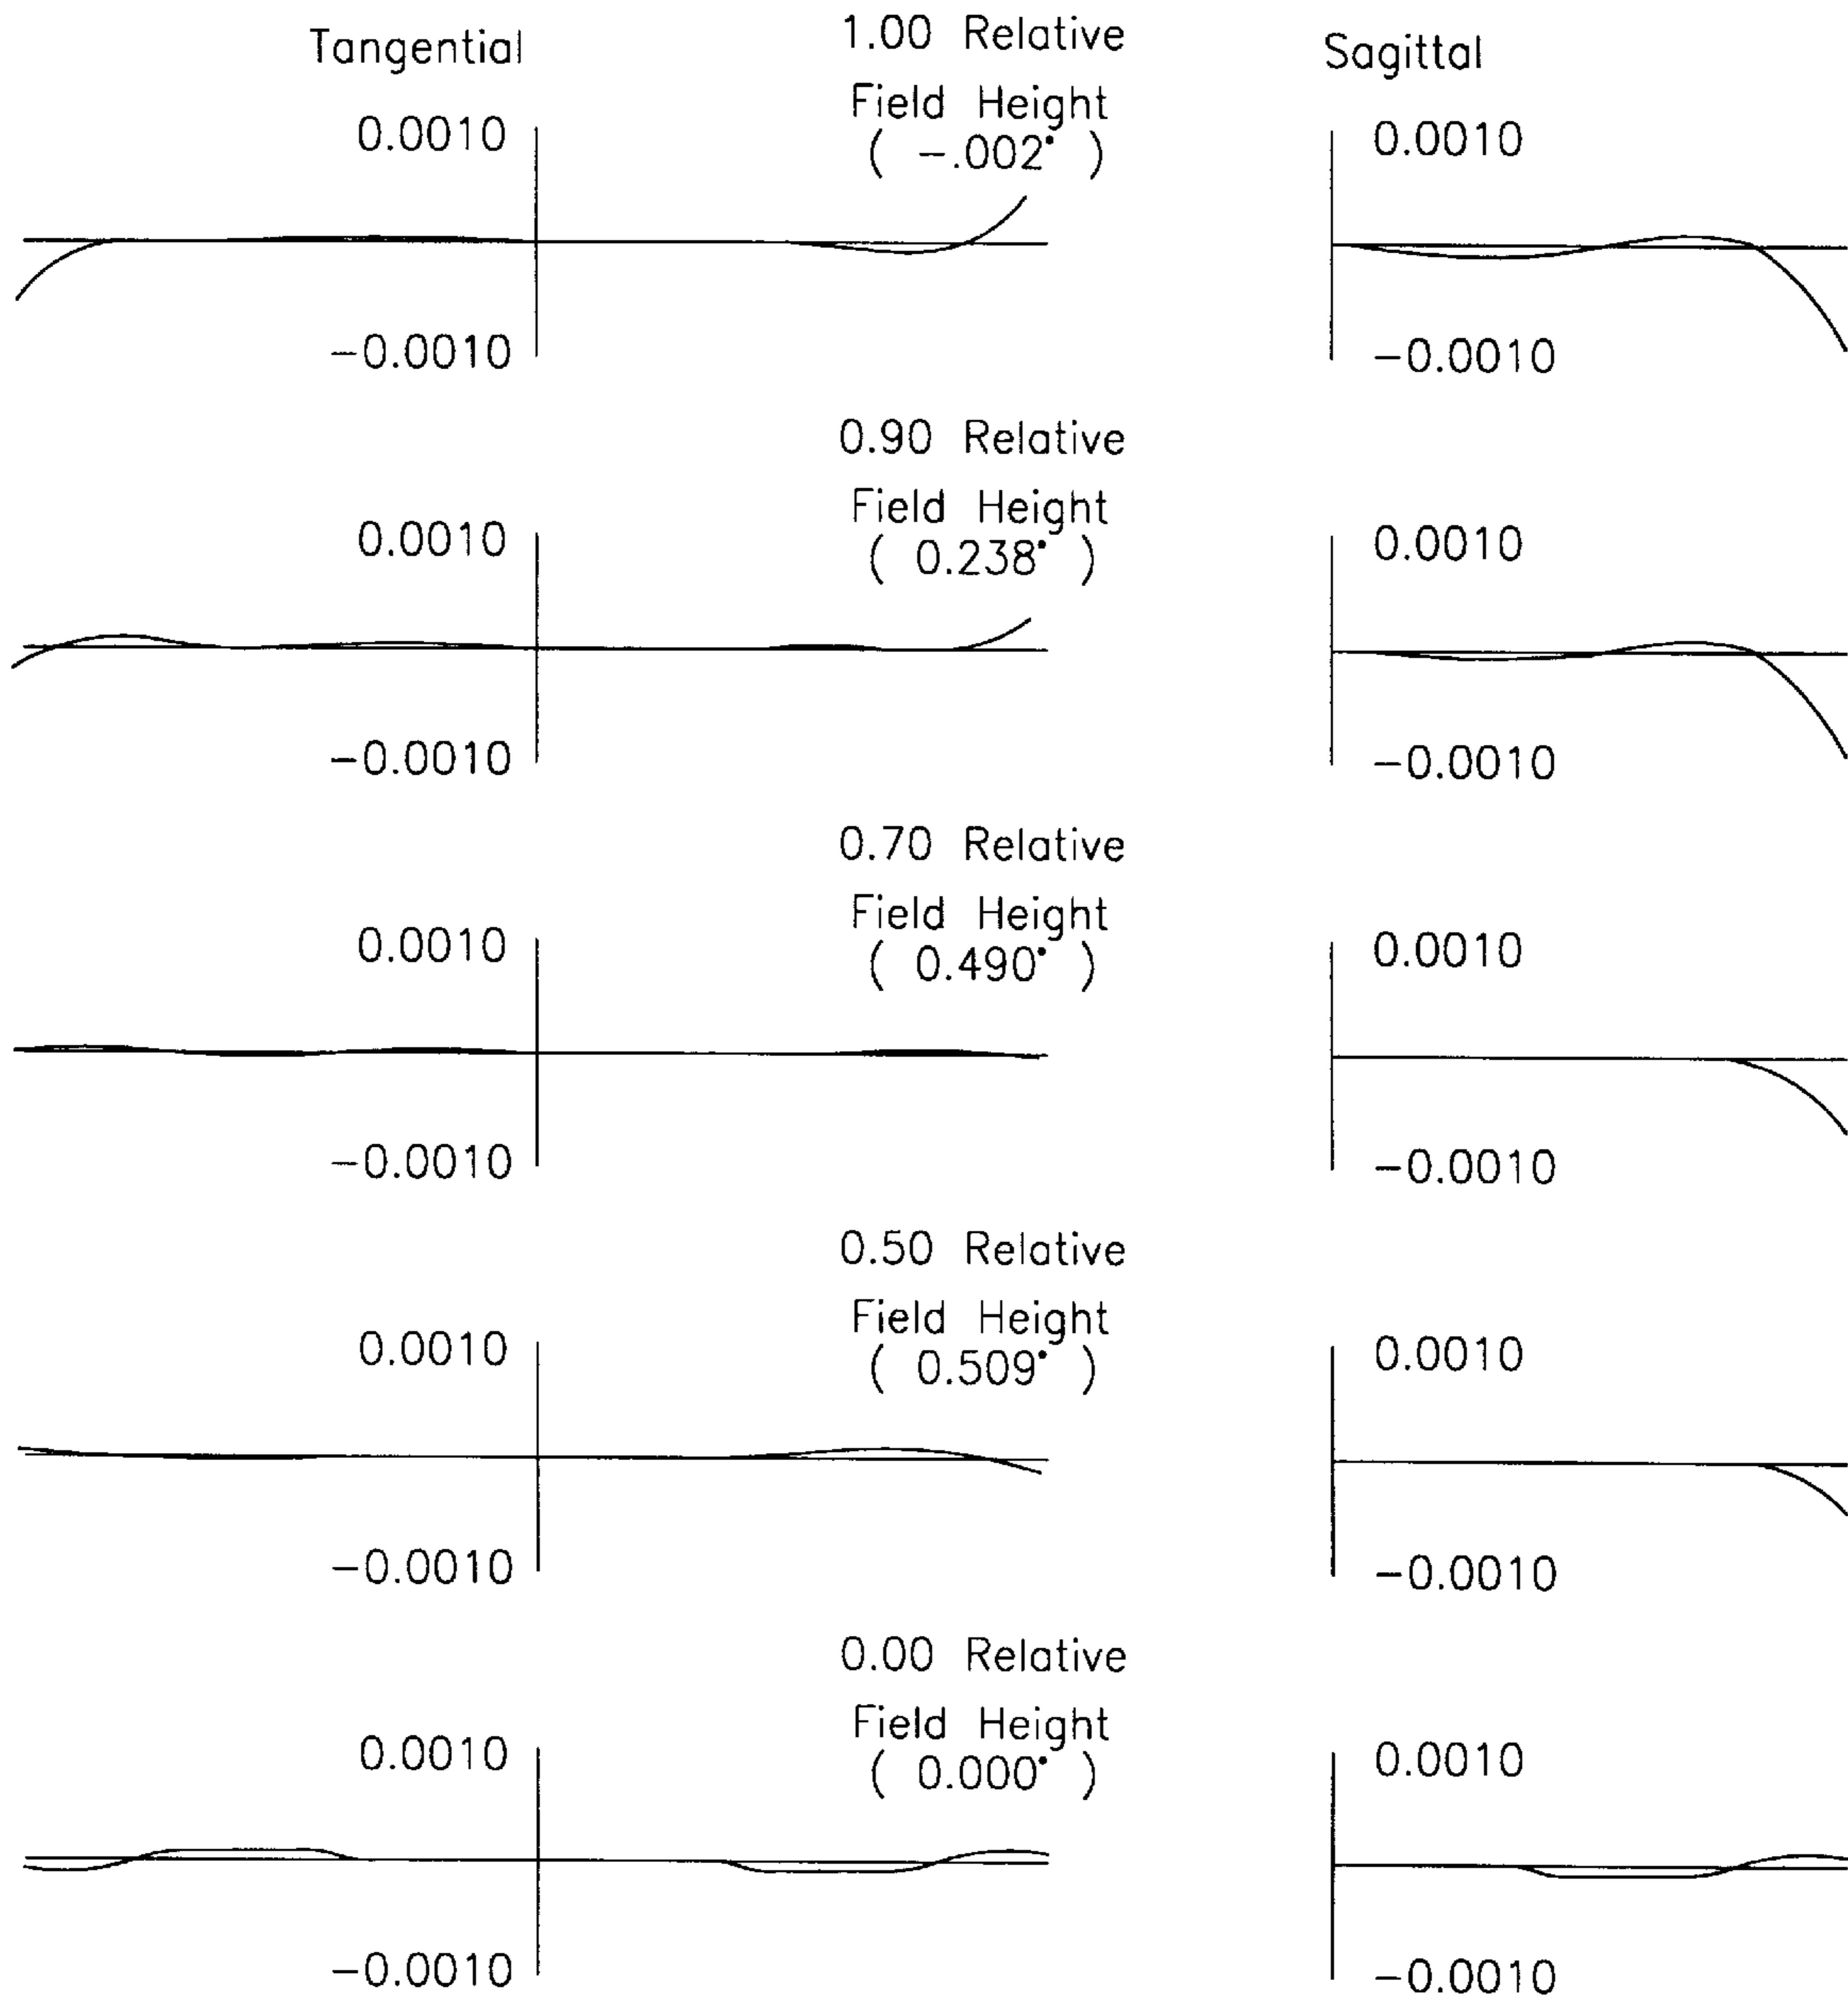 Tangential
1.00 Relative
Field Height
( -.002° )
Sagittal
0.0010
-0.0010
0.0010
-0.0010
0.90 Relative
Field Height
( 0.238° )
0.0010
-0.0010
0.0010
-0.0010
0.70 Relative
Field Height
( 0.490° )
0.0010
-0.0010
0.0010
-0.0010
0.50 Relative
Field Height
( 0.509° )
0.0010
-0.0010
0.0010
-0.0010
0.00 Relative
Field Height
( 0.000° )
0.0010
-0.0010
0.0010
-0.0010